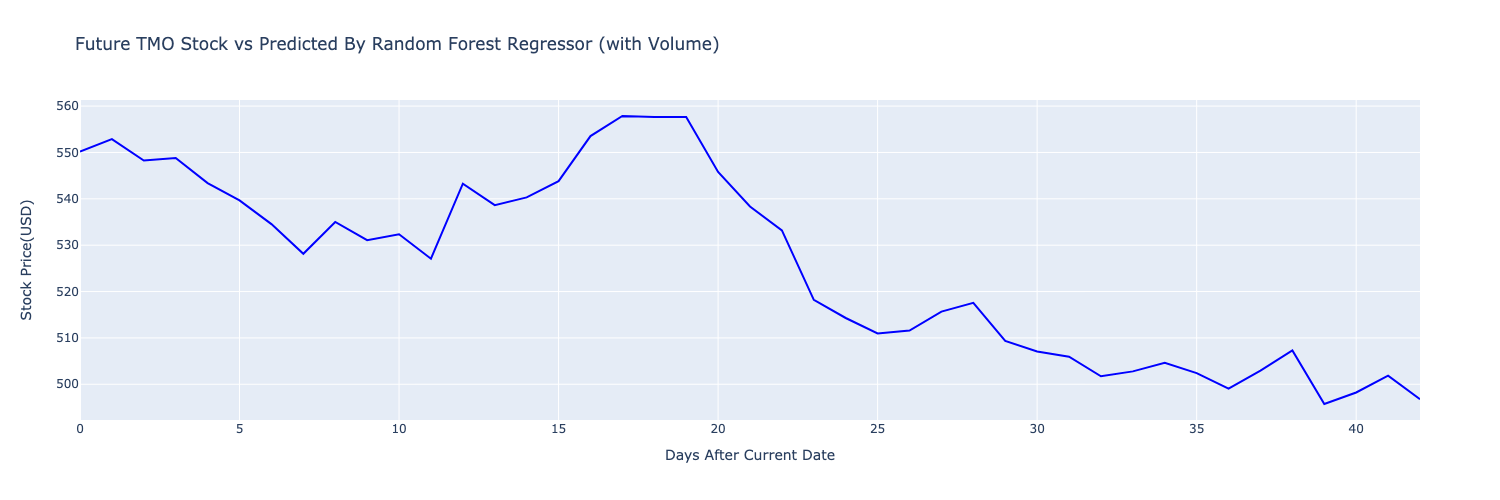 Future TMO Stock vs Predicted By Random Forest Regressor (with Volume)
560
550
540
530
520
510
500
Stock Price(USD)
0 5 10 15 20 25 30 35 40
Days After Current Date